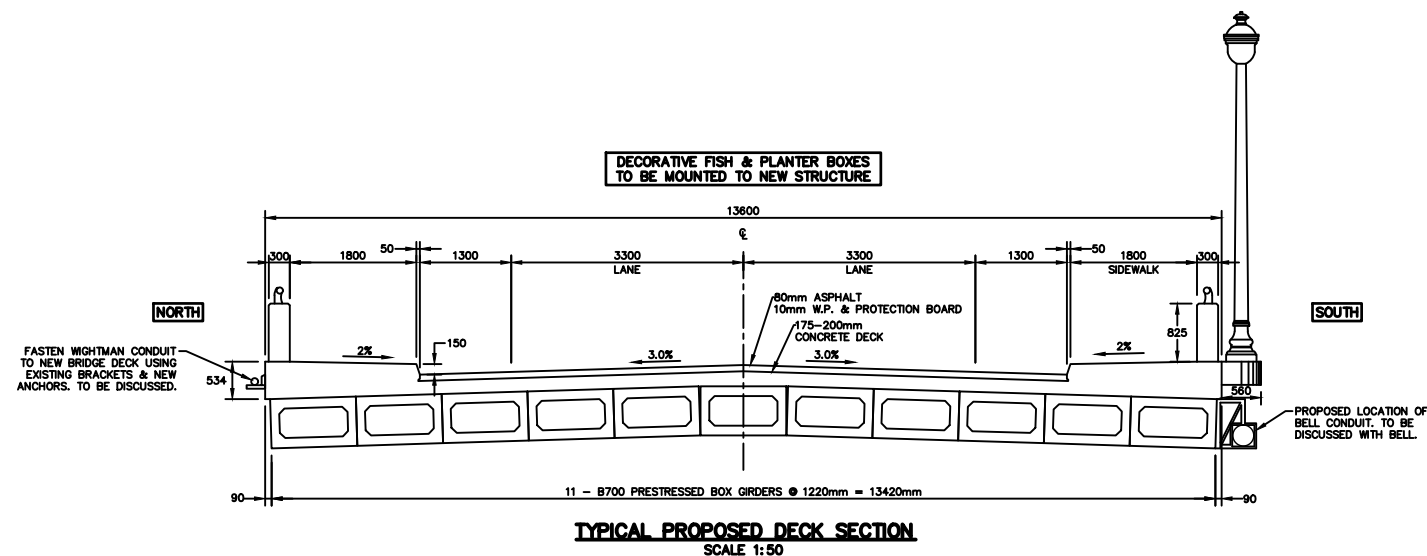 DECORATIVE FISH & PLANTER BOXES
TO BE MOUNTED TO NEW STRUCTURE
13600
℄
300
1800
50
1300
3300
LANE
3300
LANE
1300
50
1800
SIDEWALK
300
NORTH
SOUTH
80mm ASPHALT
10mm W.P. & PROTECTION BOARD
175-200mm
CONCRETE DECK
825
2%
150
3.0%
3.0%
2%
FASTEN WIGHTMAN CONDUIT
TO NEW BRIDGE DECK USING
EXISTING BRACKETS & NEW
ANCHORS. TO BE DISCUSSED.
534
560
PROPOSED LOCATION OF
BELL CONDUIT. TO BE
DISCUSSED WITH BELL.
90
11 - B700 PRESTRESSED BOX GIRDERS @ 1220mm = 13420mm
90
TYPICAL PROPOSED DECK SECTION
SCALE 1:50